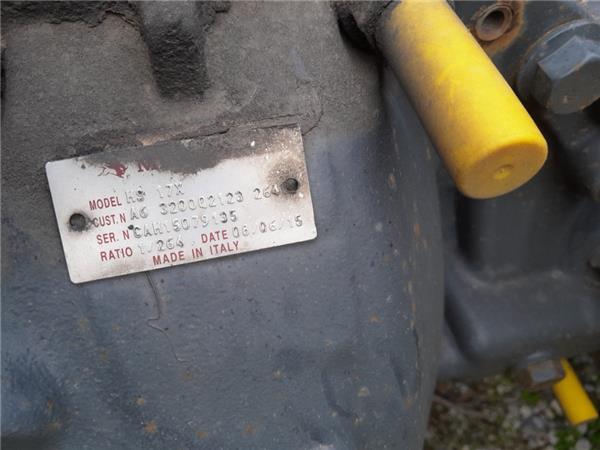 MODEL HS 17X
CUST.N A6 320002123 264
SER. N CAH15079135
RATIO 1/264 DATE 08/06/15
MADE IN ITALY